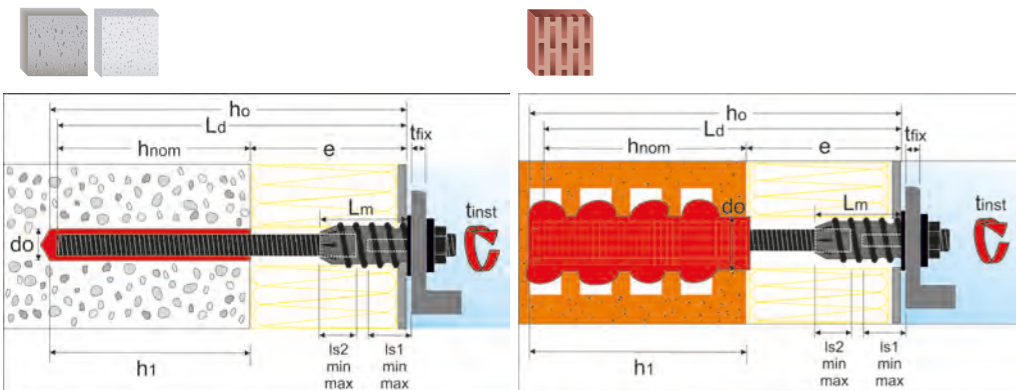 ho
Ld
tfix
hnom
e
Lm
do
tinst
ls2
min
max
ls1
min
max
h1
ho
Ld
tfix
hnom
e
do
Lm
tinst
ls2
min
max
ls1
min
max
h1